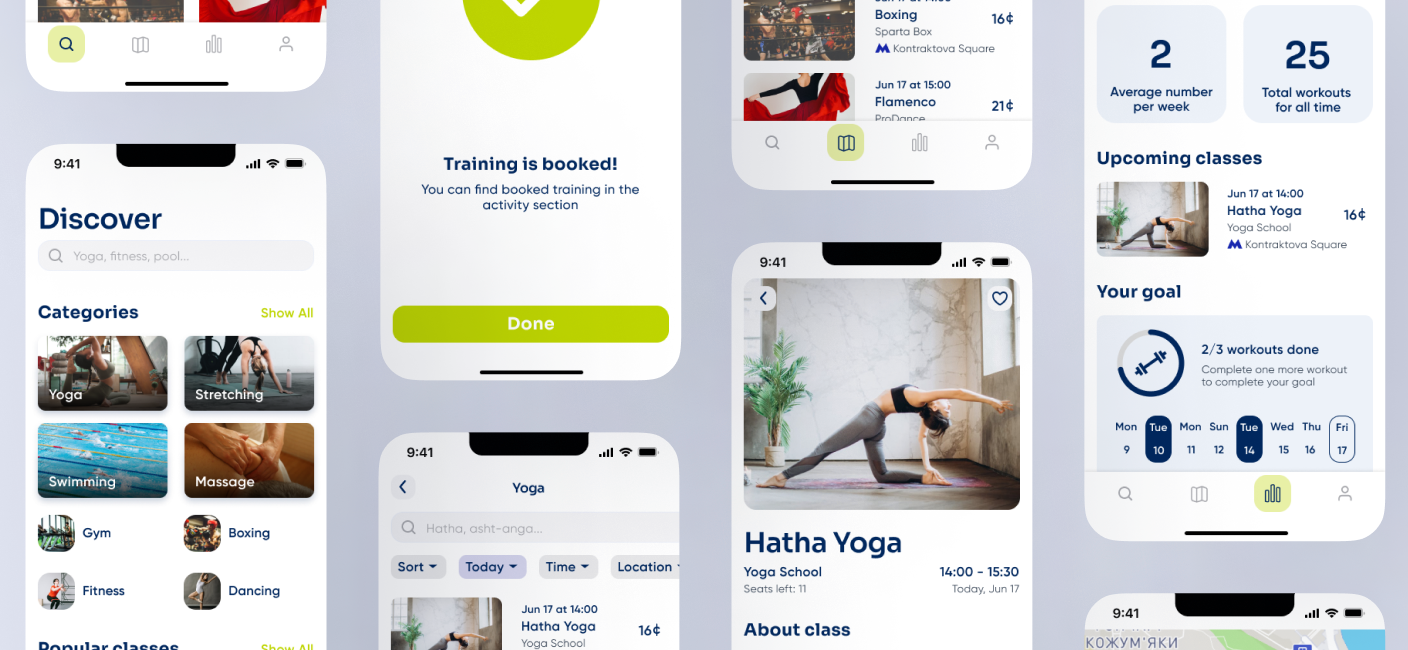 9:41
Discover
Yoga, fitness, pool...
Categories
Show All
Yoga
Stretching
Swimming
Massage
Gym
Boxing
Fitness
Dancing
Popular classes
Show All
Training is booked!
You can find booked training in the
activity section
Done
9:41
Yoga
Hatha, asht-anga...
Sort
Today
Time
Location
Jun 17 at 14:00
Hatha Yoga
16¢
Yoga School
Boxing
16¢
Sparta Box
Kontraktova Square
Jun 17 at 15:00
Flamenco
21¢
ProDance
9:41
Hatha Yoga
Yoga School
14:00 - 15:30
Seats left: 11
Today, Jun 17
About class
2
Average number
per week
25
Total workouts
for all time
Upcoming classes
Jun 17 at 14:00
Hatha Yoga
16¢
Yoga School
Kontraktova Square
Your goal
2/3 workouts done
Complete one more workout
to complete your goal
Mon Tue Mon Sun Tue Wed Thu Fri
9 10 11 12 14 15 16 17
9:41
КОЖУМ'ЯКИ